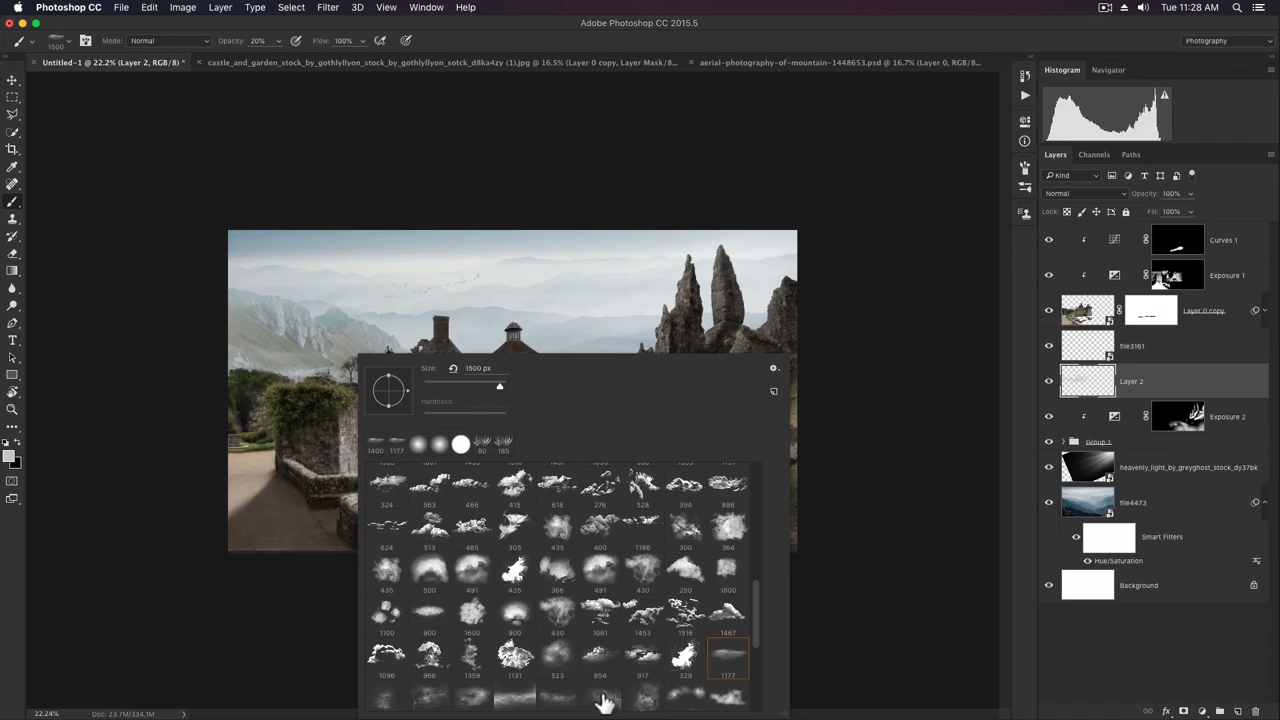 Photoshop CC File Edit Image Layer Type Select Filter 3D View Window Help Tue 11:28 AM
Adobe Photoshop CC 2015.5
1500 Mode: Normal Opacity: 20% Flow: 100% Photography
Untitled-1 @ 22.2% (Layer 2, RGB/8) * castle_and_garden_stock_by_gothlyllyon_stock_by_gothlyllyon_sotck_d8ka4zy (1).jpg @ 16.5% (Layer 0 copy, Layer Mask/8... aerial-photography-of-mountain-1448653.psd @ 16.7% (Layer 0, RGB/8...
Histogram Navigator
Layers Channels Paths
Kind
Normal Opacity: 100%
Lock: Fill: 100%
Curves 1
Exposure 1
Layer 0 copy
file3161
Layer 2
Exposure 2
Group 1
heavenly_light_by_greyghost_stock_dy37bk
file4473
Smart Filters
Hue/Saturation
Background
Size: 1500 px
Hardness:
1400 1177 80 185
324 563 466 415 618 276 528 394 886
624 513 485 305 435 400 1186 300 364
435 500 491 435 366 491 430 250 1800
1100 900 1600 900 430 1081 1453 1516 1467
1096 966 1359 1131 523 854 917 329 1177
22.24% Doc: 23.7M/334.1M